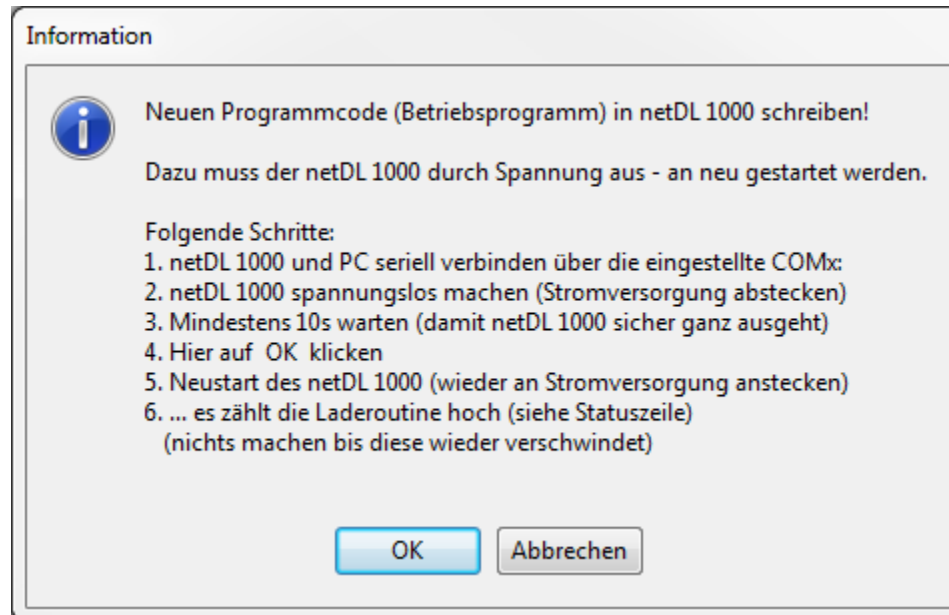 Information
Neuen Programmcode (Betriebsprogramm) in netDL 1000 schreiben!
Dazu muss der netDL 1000 durch Spannung aus - an neu gestartet werden.
Folgende Schritte:
1. netDL 1000 und PC seriell verbinden über die eingestellte COMx:
2. netDL 1000 spannungslos machen (Stromversorgung abstecken)
3. Mindestens 10s warten (damit netDL 1000 sicher ganz ausgeht)
4. Hier auf  OK  klicken
5. Neustart des netDL 1000 (wieder an Stromversorgung anstecken)
6. ... es zählt die Laderoutine hoch (siehe Statuszeile)
(nichts machen bis diese wieder verschwindet)
OK
Abbrechen